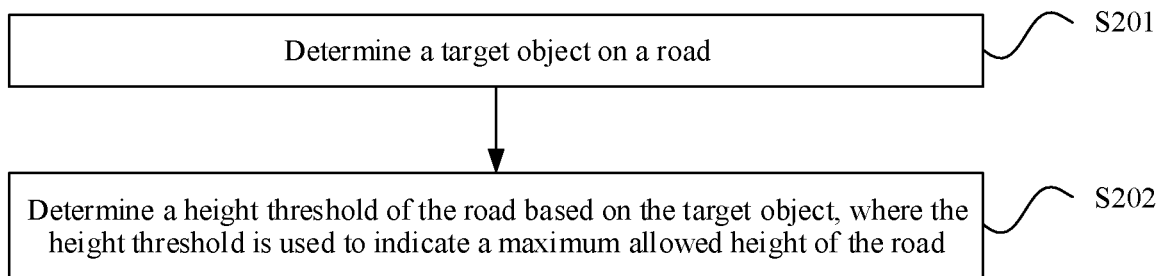 Determine a target object on a road
S201
Determine a height threshold of the road based on the target object, where the
height threshold is used to indicate a maximum allowed height of the road
S202